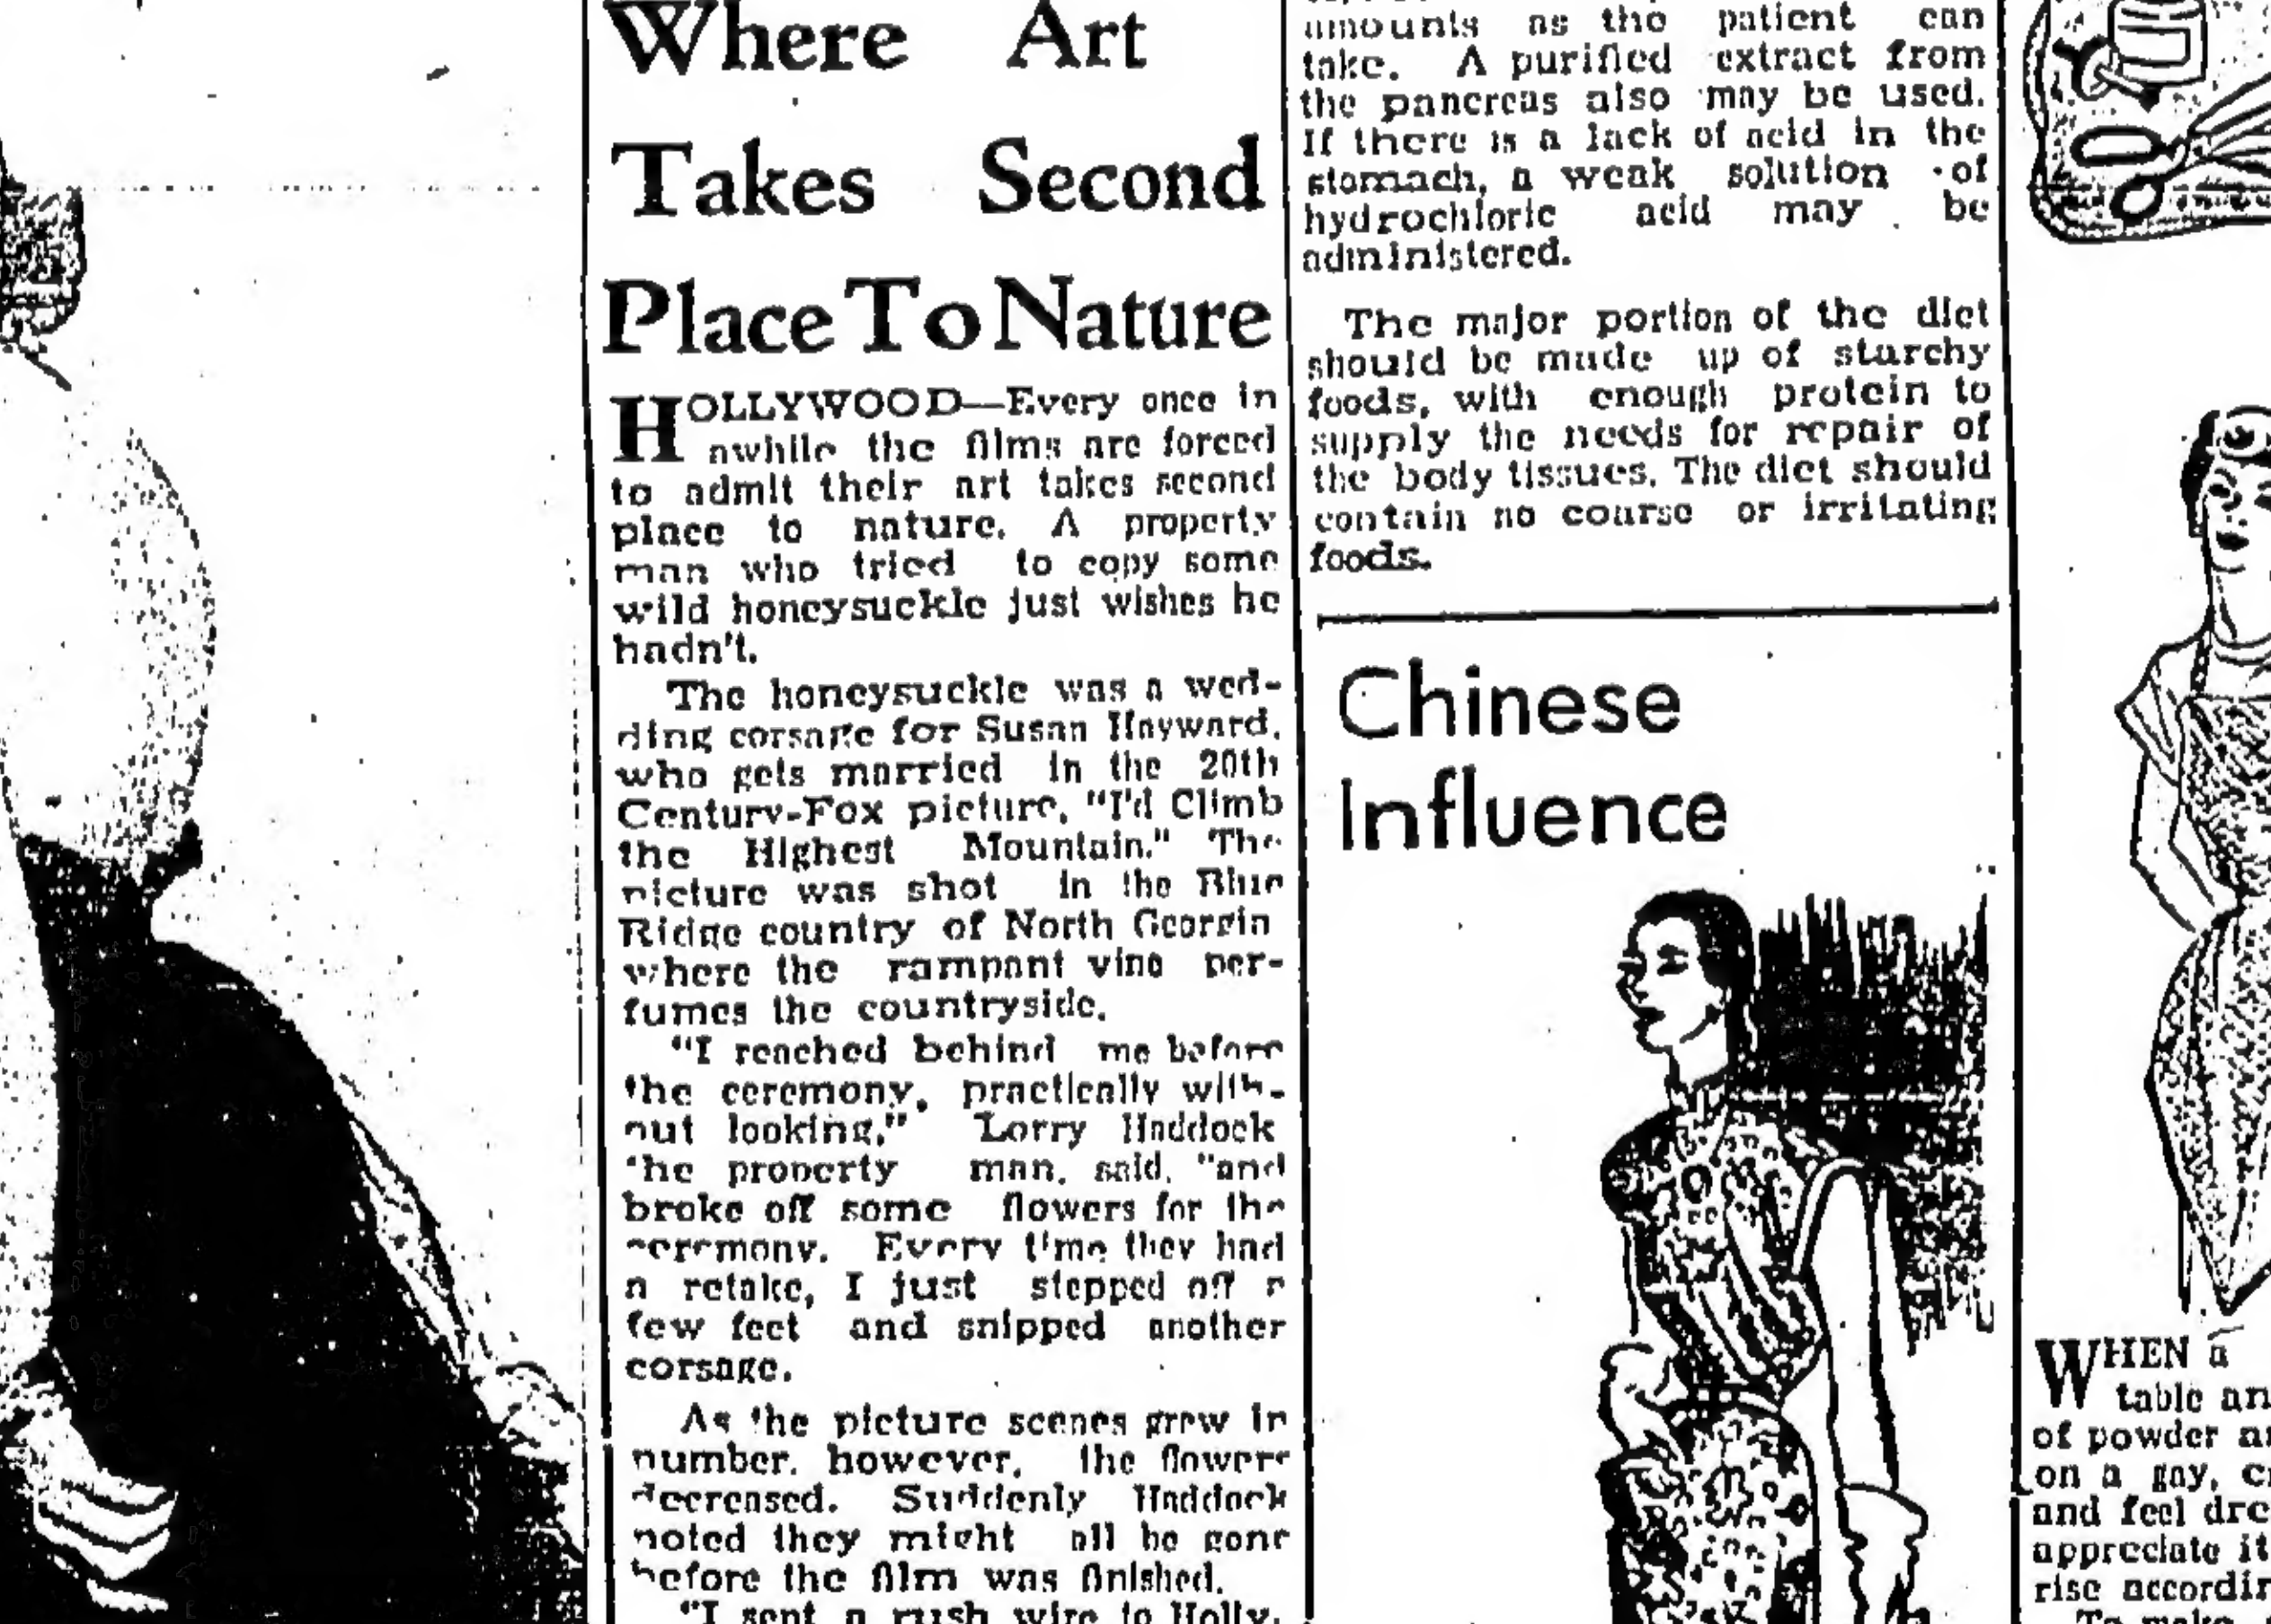 Where Art
Takes Second
Place To Nature
HOLLYWOOD—Every once in
awhile the films are forced
to admit their art takes second
place to nature. A property
man who tried to copy some
wild honeysuckle just wishes he
hadn't.
The honeysuckle was a wed-
ding corsage for Susan Hayward,
who gets married in the 20th
Century-Fox picture, "I'd Climb
the Highest Mountain." The
picture was shot in the Blue
Ridge country of North Georgia
where the rampant vine per-
fumes the countryside.
"I reached behind me before
the ceremony, practically with-
out looking," Lorry Haddock
the property man, said, "and
broke off some flowers for the
ceremony. Every time they had
a retake, I just stepped off a
few feet and snipped another
corsage.
As the picture scenes grew in
number, however, the flowers
decreased. Suddenly Haddock
noted they might all be gone
before the film was finished.
"I sent a rush wire to Holly-
amounts as the patient can
take. A purified extract from
the pancreas also may be used.
If there is a lack of acid in the
stomach, a weak solution of
hydrochloric acid may be
administered.
The major portion of the diet
should be made up of starchy
foods, with enough protein to
supply the needs for repair of
the body tissues. The diet should
contain no coarse or irritating
foods.
Chinese
Influence
WHEN a
table an
of powder a
on a gay, c
and feel dre
appreciate it
rise accordin
To make